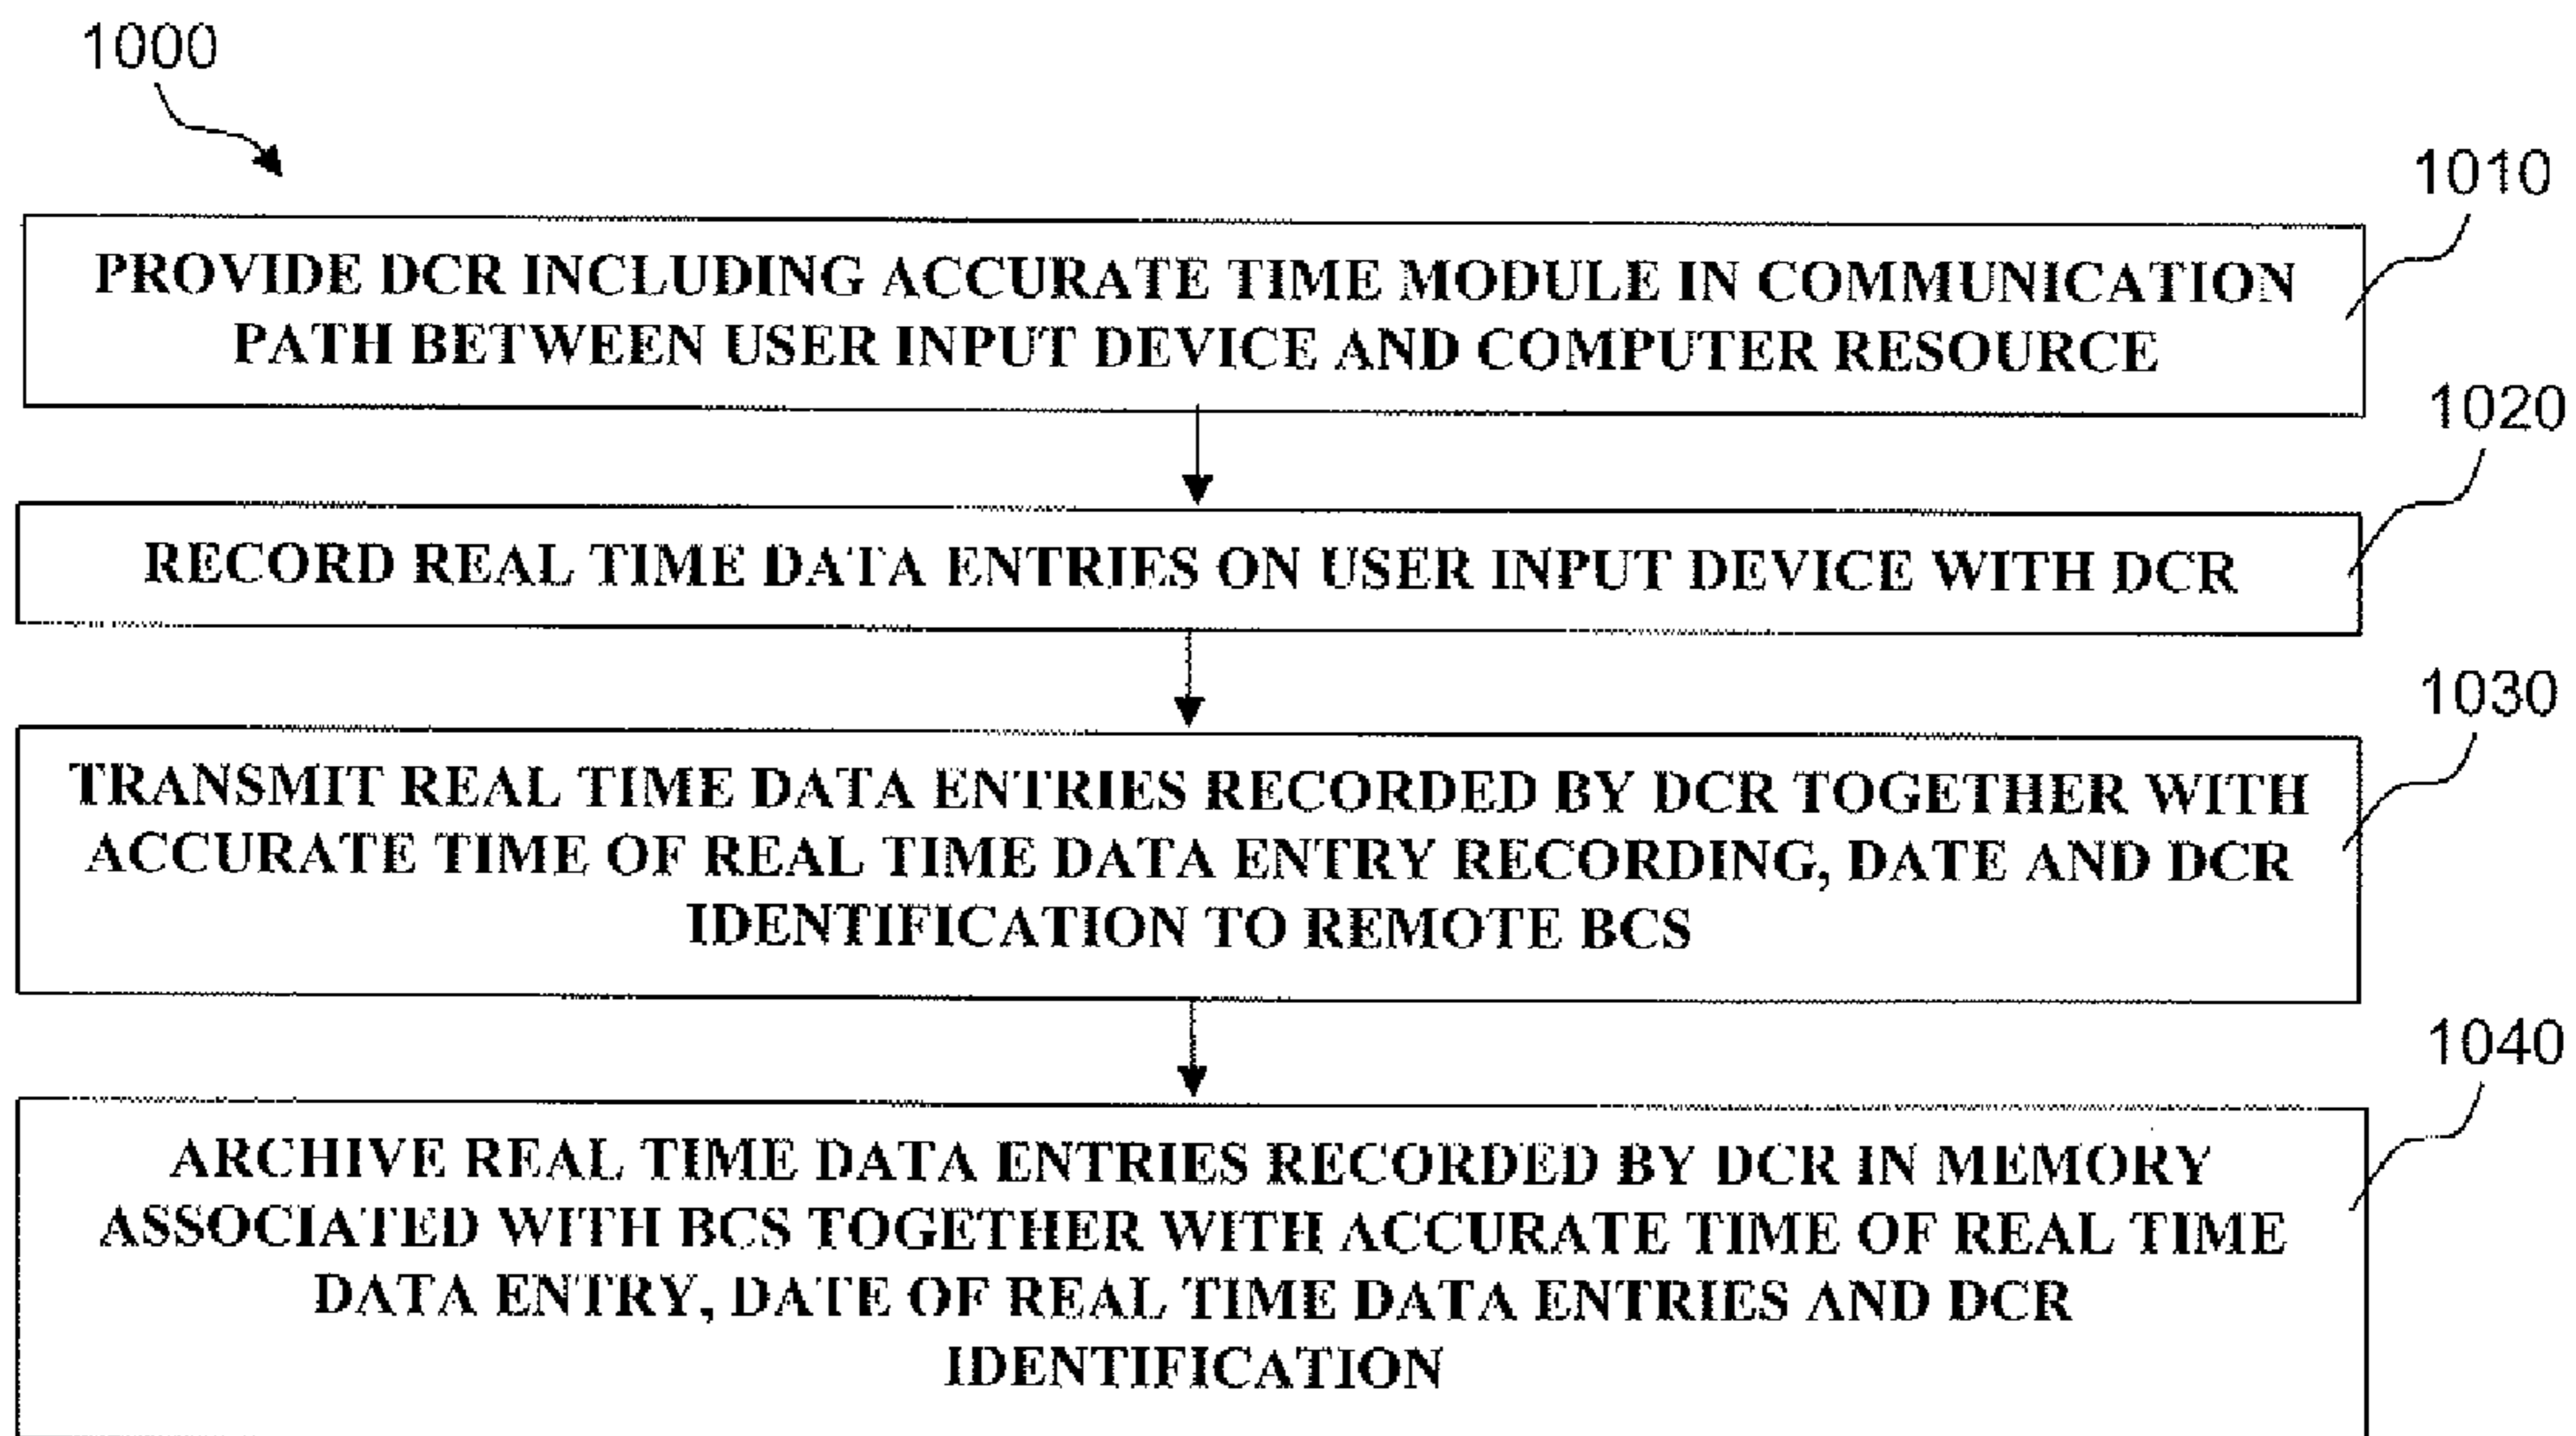 1000
1010
PROVIDE DCR INCLUDING ACCURATE TIME MODULE IN COMMUNICATION
PATH BETWEEN USER INPUT DEVICE AND COMPUTER RESOURCE
1020
RECORD REAL TIME DATA ENTRIES ON USER INPUT DEVICE WITH DCR
1030
TRANSMIT REAL TIME DATA ENTRIES RECORDED BY DCR TOGETHER WITH
ACCURATE TIME OF REAL TIME DATA ENTRY RECORDING, DATE AND DCR
IDENTIFICATION TO REMOTE BCS
1040
ARCHIVE REAL TIME DATA ENTRIES RECORDED BY DCR IN MEMORY
ASSOCIATED WITH BCS TOGETHER WITH ACCURATE TIME OF REAL TIME
DATA ENTRY, DATE OF REAL TIME DATA ENTRIES AND DCR
IDENTIFICATION